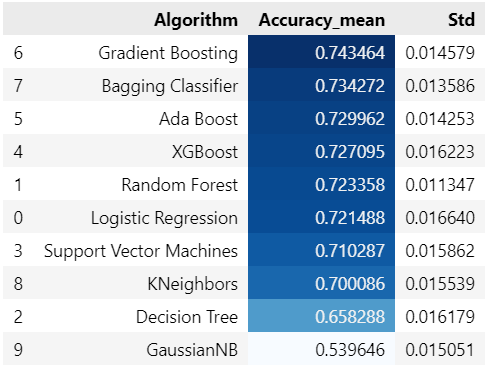 Algorithm Accuracy_mean Std
6 Gradient Boosting 0.743464 0.014579
7 Bagging Classifier 0.734272 0.013586
5 Ada Boost 0.729962 0.014253
4 XGBoost 0.727095 0.016223
1 Random Forest 0.723358 0.011347
0 Logistic Regression 0.721488 0.016640
3 Support Vector Machines 0.710287 0.015862
8 KNeighbors 0.700086 0.015539
2 Decision Tree 0.658288 0.016179
9 GaussianNB 0.539646 0.015051